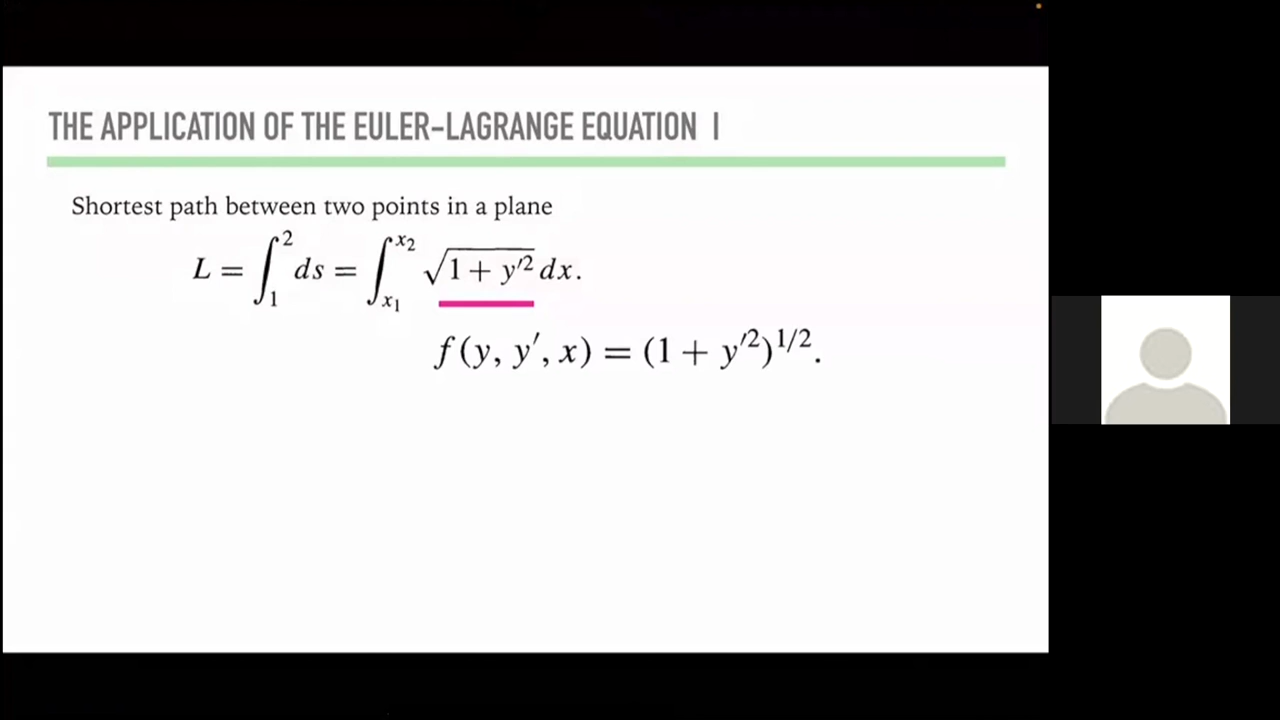 THE APPLICATION OF THE EULER–LAGRANGE EQUATION I
Shortest path between two points in a plane
L = ∫₁² ds = ∫_{x₁}^{x₂} √(1 + y′²) dx.
f(y, y′, x) = (1 + y′²)^{1/2}.